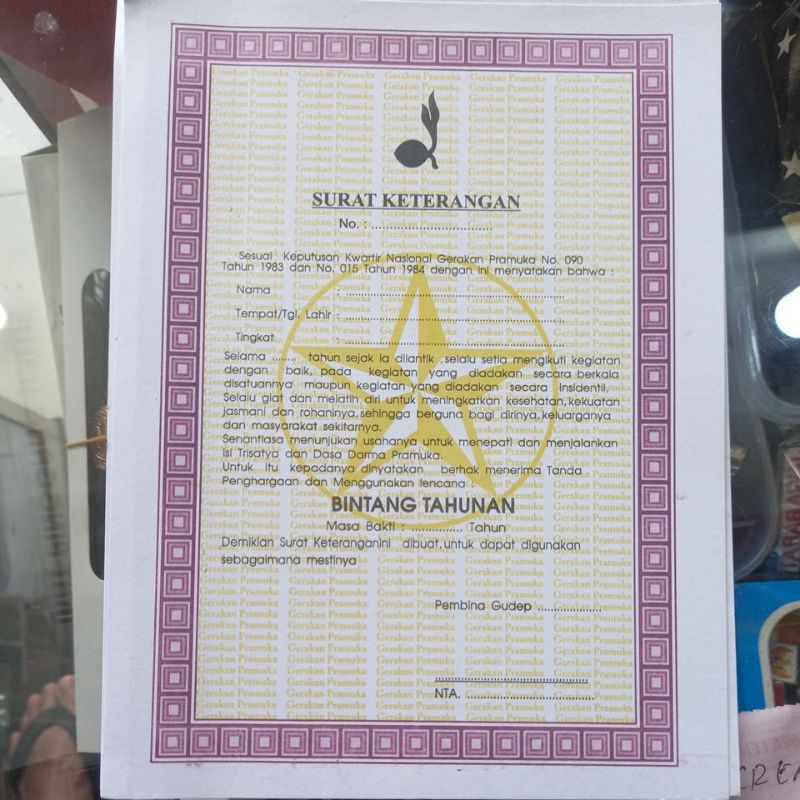 SURAT KETERANGAN
No. : ................................
Sesuai Keputusan Kwartir Nasional Gerakan Pramuka No. 090
Tahun 1983 dan No. 015 Tahun 1984 dengan ini menyatakan bahwa :
Nama : ......................................................
Tempat/Tgl. Lahir : ......................................................
Tingkat : ......................................................
Selama ....... tahun sejak ia dilantik selalu setia mengikuti kegiatan
dengan baik, pada kegiatan yang diadakan secara berkala
disatuannya maupun kegiatan yang diadakan secara insidentil,
Selalu giat dan melatih diri untuk meningkatkan kesehatan, kekuatan
jasmani dan rohaninya, sehingga berguna bagi dirinya, keluarganya
dan masyarakat sekitarnya.
Senantiasa menunjukan usahanya untuk menepati dan menjalankan
isi Trisatya dan Dasa Darma Pramuka.
Untuk itu kepadanya dinyatakan berhak menerima Tanda
Penghargaan dan Menggunakan lencana :
BINTANG TAHUNAN
Masa Bakti : .............. Tahun
Demikian Surat Keteranganini dibuat, untuk dapat digunakan
sebagaimana mestinya
Pembina Gudep ..................
..........................................
NTA. ..................................
Gerakan Pramuka